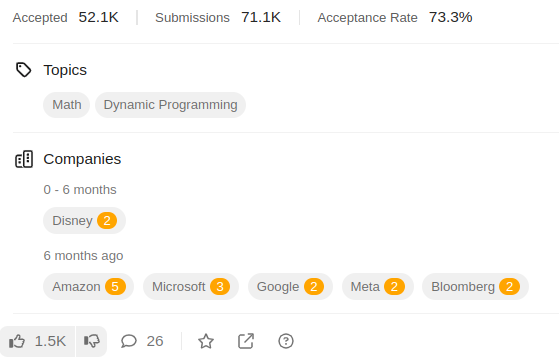 Accepted 52.1K Submissions 71.1K Acceptance Rate 73.3%
Topics
Math Dynamic Programming
Companies
0 - 6 months
Disney 2
6 months ago
Amazon 5 Microsoft 3 Google 2 Meta 2 Bloomberg 2
1.5K 26